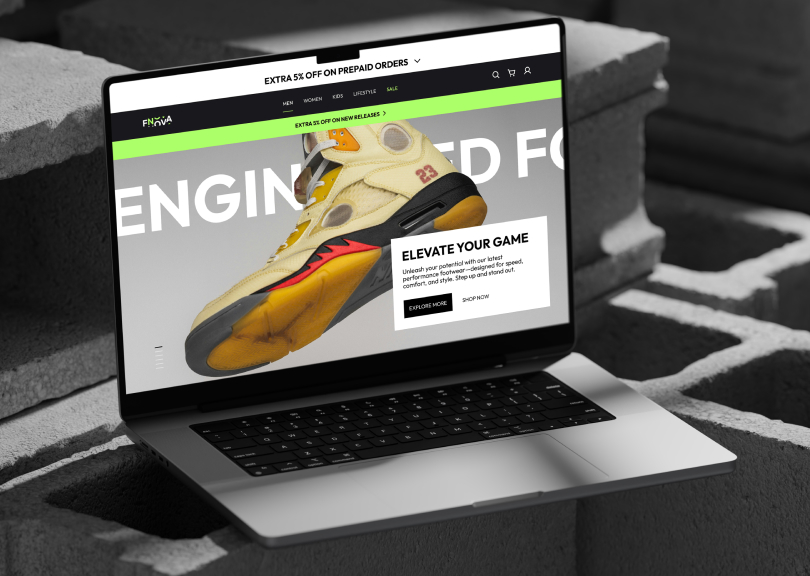 EXTRA 5% OFF ON PREPAID ORDERS
FNOVA
MEN WOMEN KIDS LIFESTYLE SALE
EXTRA 5% OFF ON NEW RELEASES
ENGIN ED FO
23
ELEVATE YOUR GAME
Unleash your potential with our latest
performance footwear—designed for speed,
comfort, and style. Step up and stand out.
EXPLORE MORE SHOP NOW